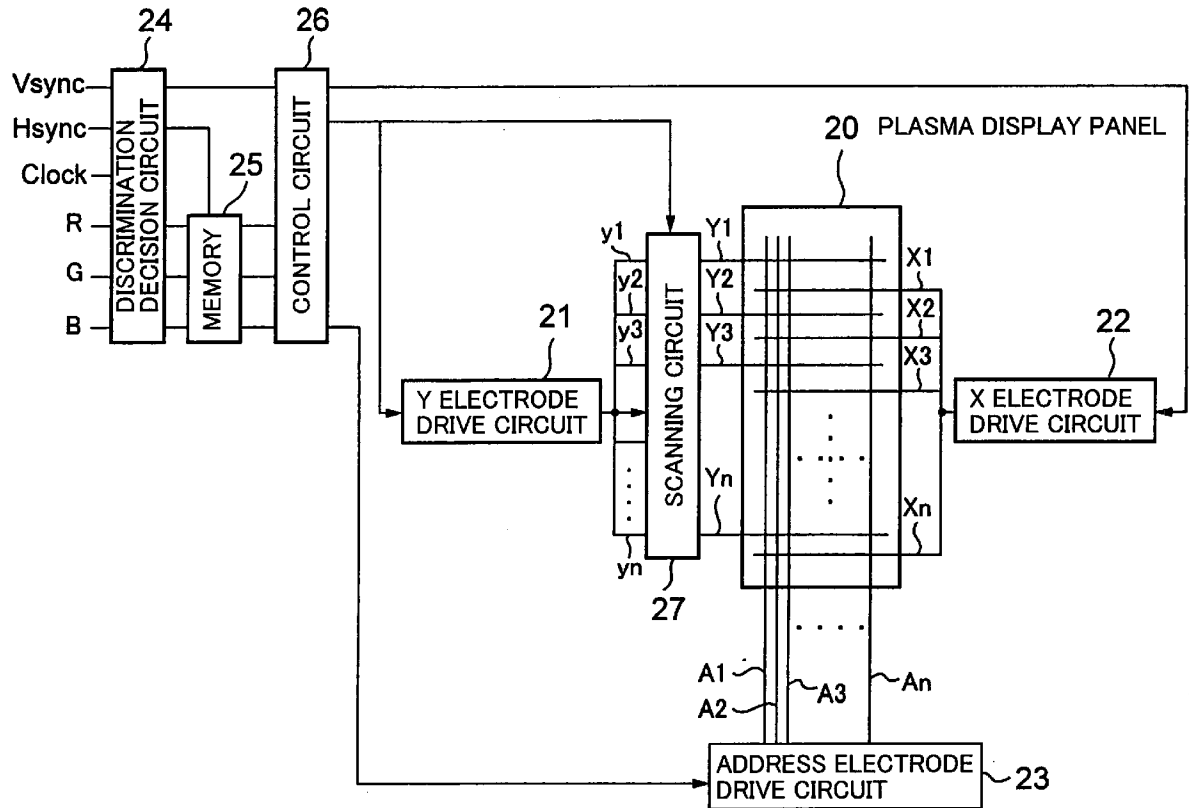 24
26
Vsync
Hsync
Clock
R
G
B
DISCRIMINATION
DECISION CIRCUIT
25
MEMORY
CONTROL CIRCUIT
20 PLASMA DISPLAY PANEL
21
Y ELECTRODE
DRIVE CIRCUIT
y1
y2
y3
yn
SCANNING CIRCUIT
27
Y1
Y2
Y3
Yn
X1
X2
X3
Xn
22
X ELECTRODE
DRIVE CIRCUIT
A1
A2
A3
An
ADDRESS ELECTRODE
DRIVE CIRCUIT
23